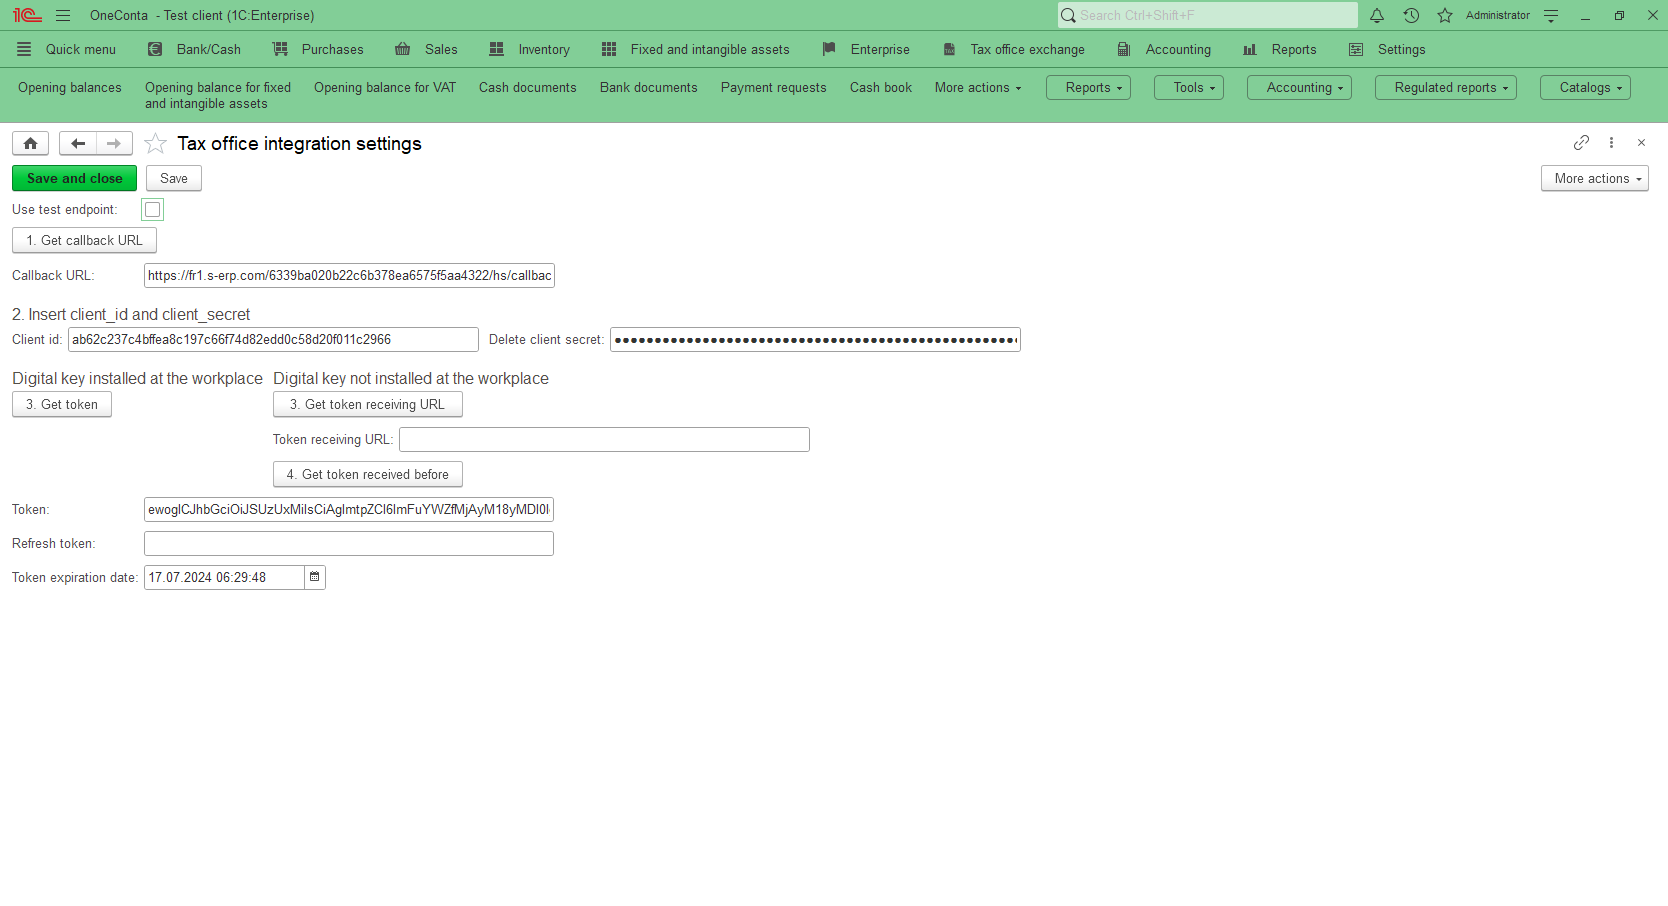 OneConta - Test client (1C:Enterprise)
Search Ctrl+Shift+F
Administrator
Quick menu
Bank/Cash
Purchases
Sales
Inventory
Fixed and intangible assets
Enterprise
Tax office exchange
Accounting
Reports
Settings
Opening balances
Opening balance for fixed
and intangible assets
Opening balance for VAT
Cash documents
Bank documents
Payment requests
Cash book
More actions
Reports
Tools
Accounting
Regulated reports
Catalogs
Tax office integration settings
Save and close
Save
More actions
Use test endpoint:
1. Get callback URL
Callback URL: https://fr1.s-erp.com/6339ba020b22c6b378ea6575f5aa4322/hs/callbac
2. Insert client_id and client_secret
Client id: ab62c237c4bffea8c197c66f74d82edd0c58d20f011c2966
Delete client secret:
Digital key installed at the workplace
Digital key not installed at the workplace
3. Get token
3. Get token receiving URL
Token receiving URL:
4. Get token received before
Token:
Refresh token:
Token expiration date: 17.07.2024 06:29:48